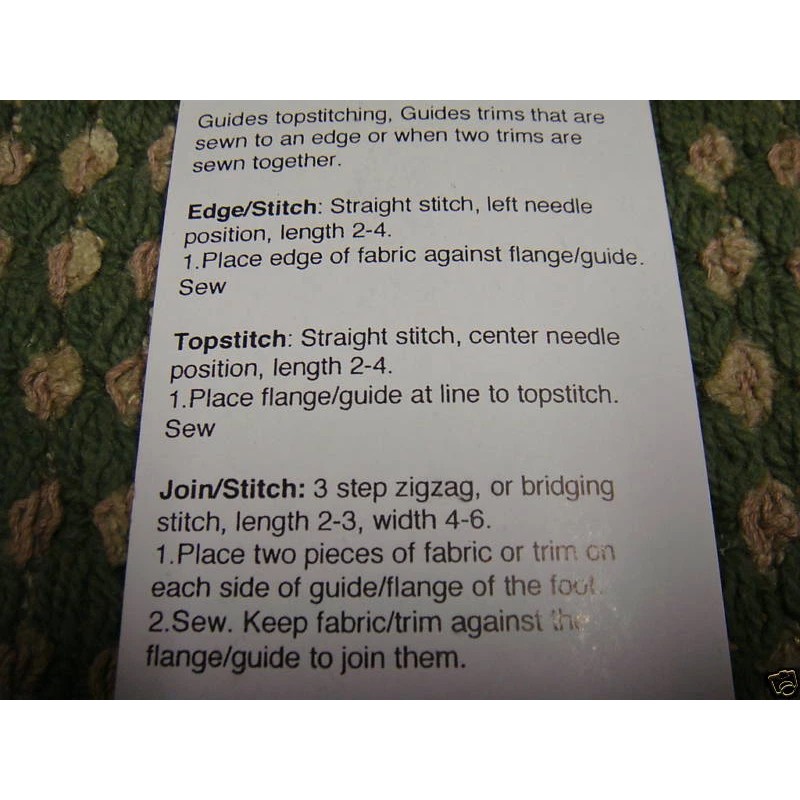 Guides topstitching, Guides trims that are
sewn to an edge or when two trims are
sewn together.
Edge/Stitch: Straight stitch, left needle
position, length 2-4.
1.Place edge of fabric against flange/guide.
Sew
Topstitch: Straight stitch, center needle
position, length 2-4.
1.Place flange/guide at line to topstitch.
Sew
Join/Stitch: 3 step zigzag, or bridging
stitch, length 2-3, width 4-6.
1.Place two pieces of fabric or trim on
each side of guide/flange of the foot.
2.Sew. Keep fabric/trim against the
flange/guide to join them.